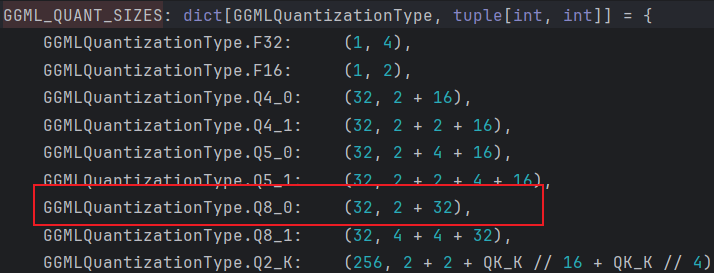 GGML_QUANT_SIZES: dict[GGMLQuantizationType, tuple[int, int]] = {
GGMLQuantizationType.F32: (1, 4),
GGMLQuantizationType.F16: (1, 2),
GGMLQuantizationType.Q4_0: (32, 2 + 16),
GGMLQuantizationType.Q4_1: (32, 2 + 2 + 16),
GGMLQuantizationType.Q5_0: (32, 2 + 4 + 16),
GGMLQuantizationType.Q5_1: (32, 2 + 2 + 4 + 16),
GGMLQuantizationType.Q8_0: (32, 2 + 32),
GGMLQuantizationType.Q8_1: (32, 4 + 4 + 32),
GGMLQuantizationType.Q2_K: (256, 2 + 2 + QK_K // 16 + QK_K // 4)